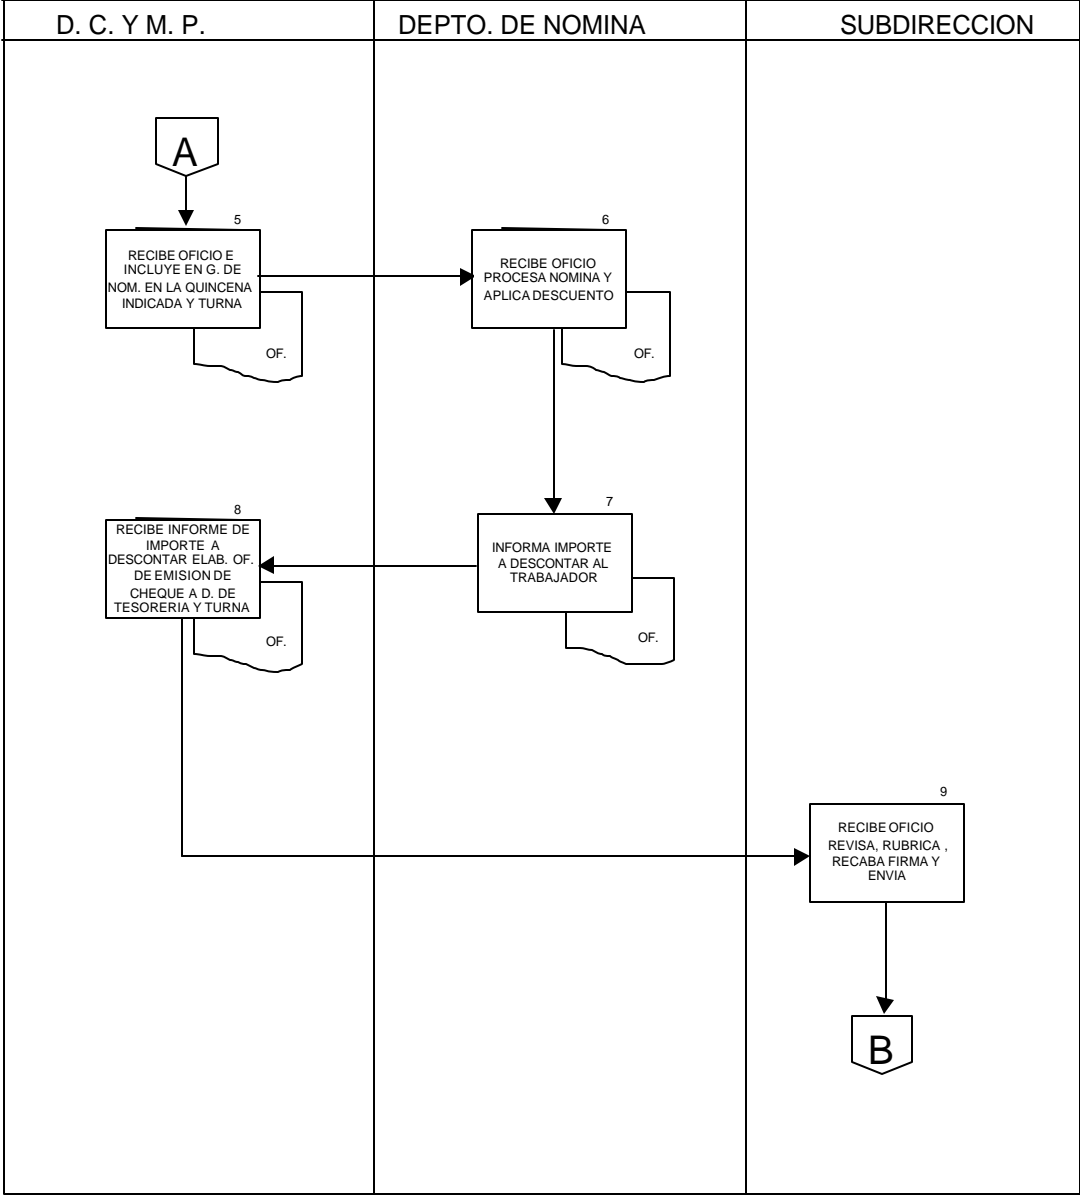 D. C. Y M. P.
DEPTO. DE NOMINA
SUBDIRECCION
A
5
RECIBE OFICIO E
INCLUYE EN G. DE
NOM. EN LA QUINCENA
INDICADA Y TURNA
OF.
6
RECIBE OFICIO
PROCESA NOMINA Y
APLICA DESCUENTO
OF.
7
INFORMA IMPORTE
A DESCONTAR AL
TRABAJADOR
OF.
8
RECIBE INFORME DE
IMPORTE A
DESCONTAR ELAB. OF.
DE EMISION DE
CHEQUE A D. DE
TESORERIA Y TURNA
OF.
9
RECIBE OFICIO
REVISA, RUBRICA ,
RECABA FIRMA Y
ENVIA
B